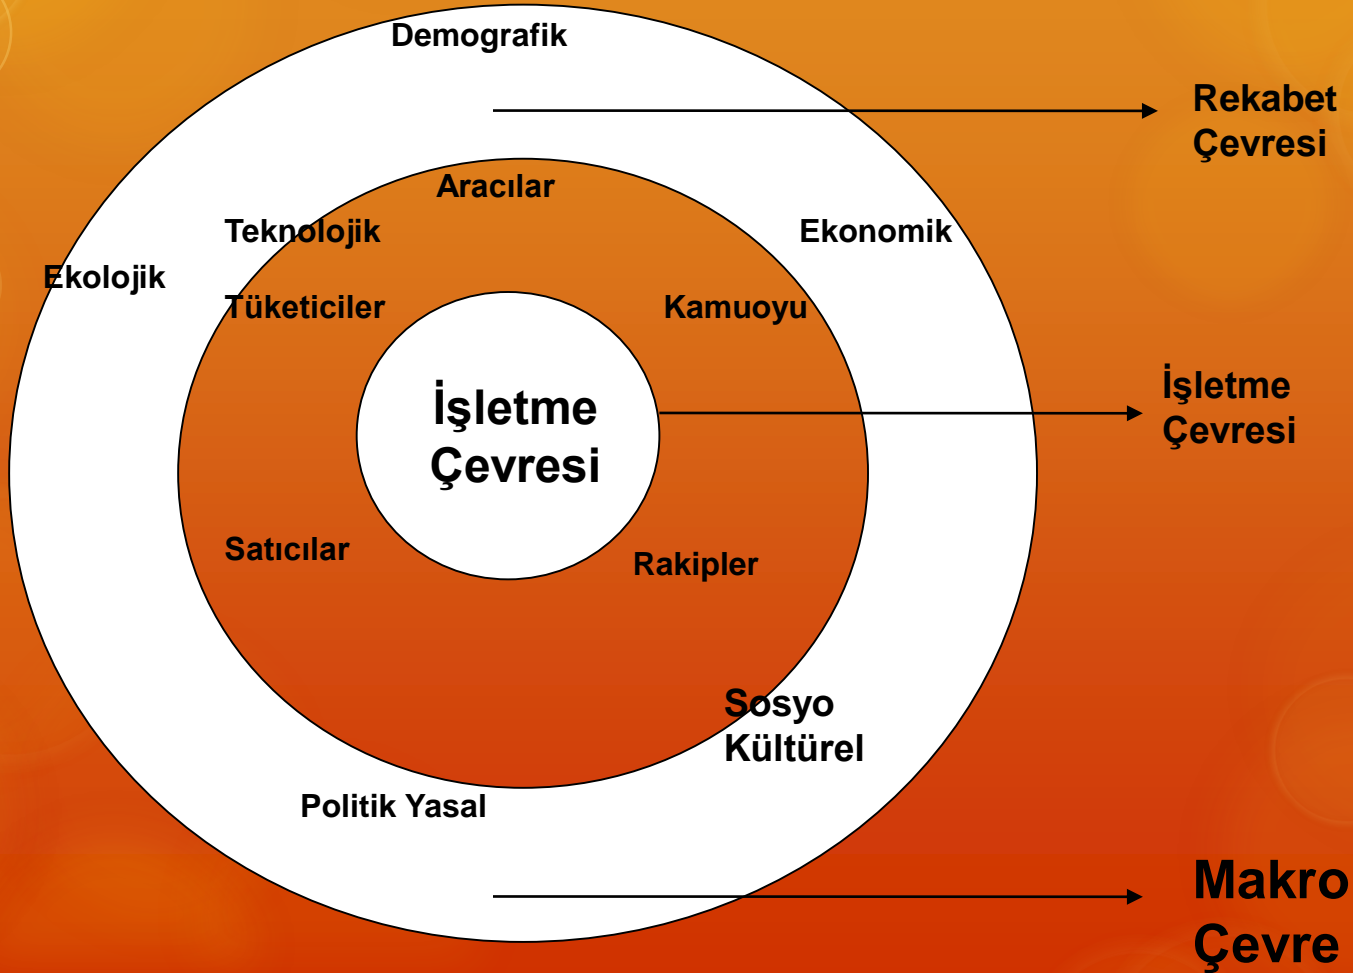 Demografik
Rekabet
Çevresi
Aracılar
Teknolojik
Ekonomik
Ekolojik
Tüketiciler
Kamuoyu
İşletme
Çevresi
İşletme
Çevresi
Satıcılar
Rakipler
Sosyo
Kültürel
Politik Yasal
Makro
Çevre